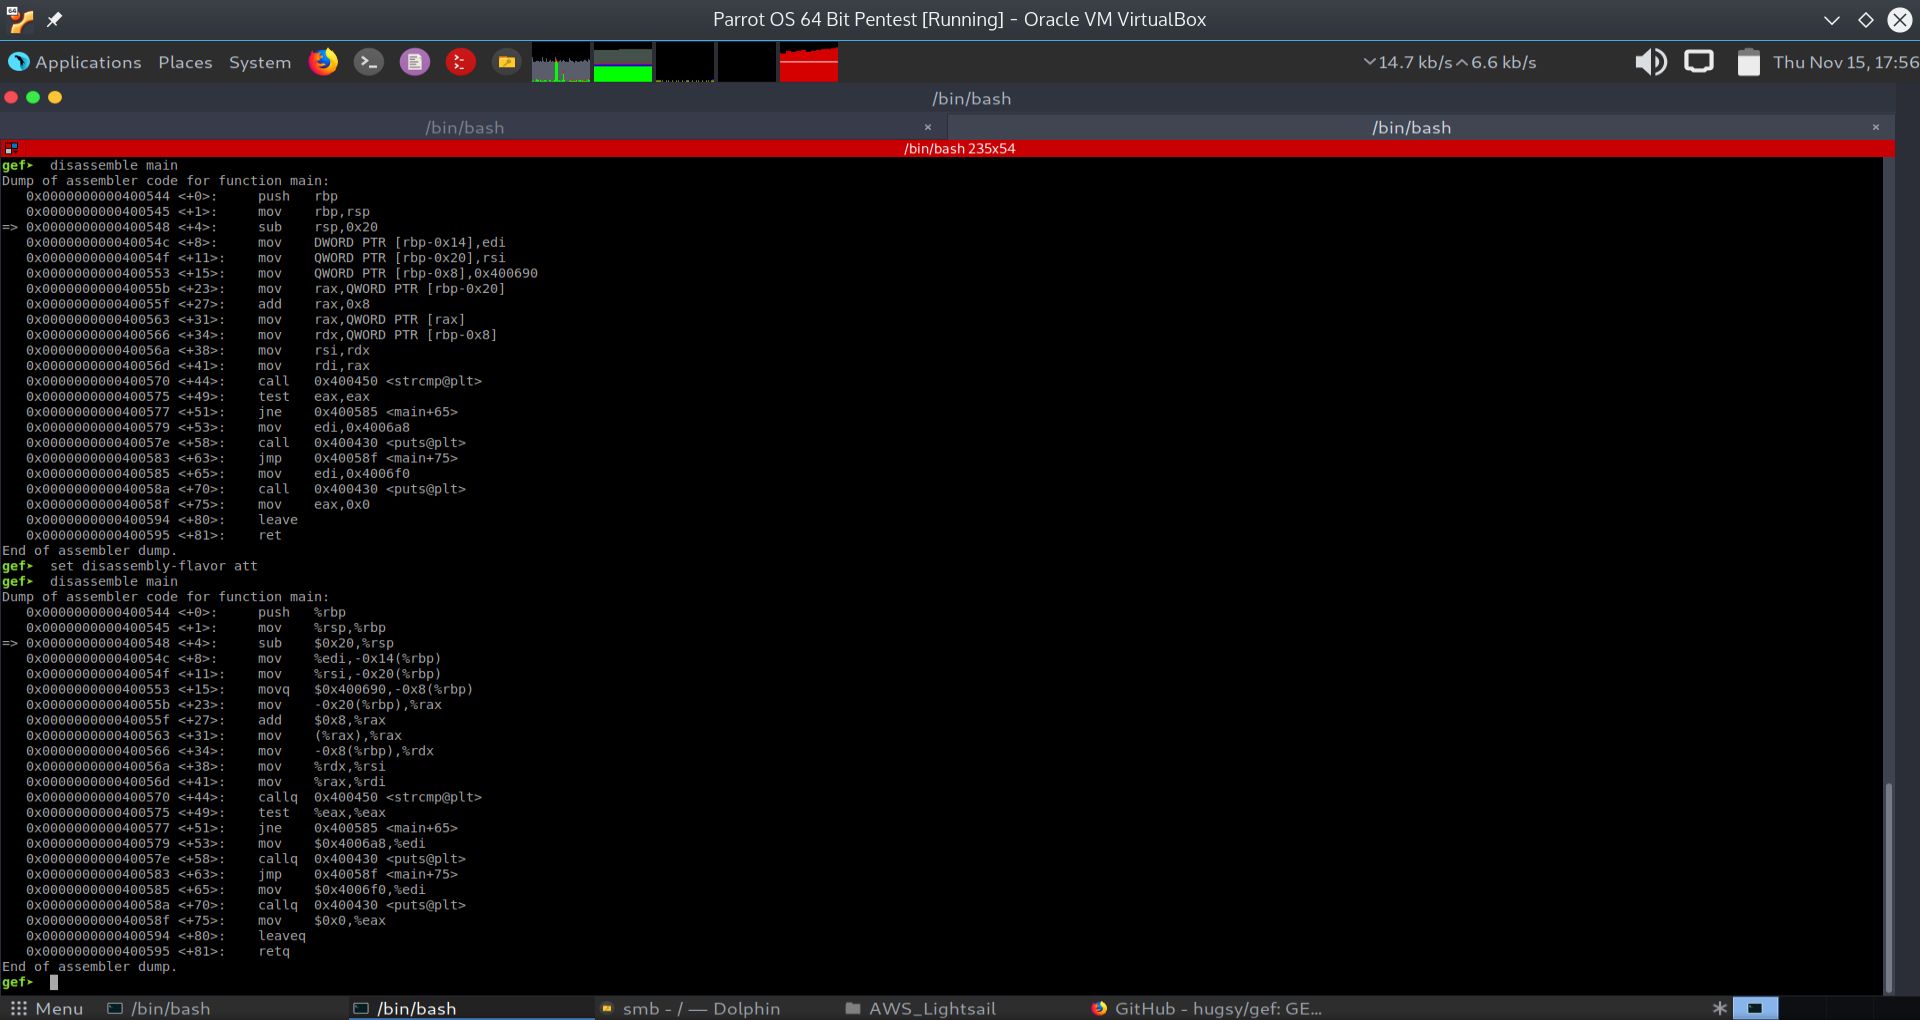 Parrot OS 64 Bit Pentest [Running] - Oracle VM VirtualBox
Applications Places System 14.7 kb/s 6.6 kb/s Thu Nov 15, 17:56
/bin/bash
/bin/bash × /bin/bash ×
/bin/bash 235x54
gef➤  disassemble main
Dump of assembler code for function main:
   0x0000000000400544 <+0>:	push   rbp
   0x0000000000400545 <+1>:	mov    rbp,rsp
=> 0x0000000000400548 <+4>:	sub    rsp,0x20
   0x000000000040054c <+8>:	mov    DWORD PTR [rbp-0x14],edi
   0x000000000040054f <+11>:	mov    QWORD PTR [rbp-0x20],rsi
   0x0000000000400553 <+15>:	mov    QWORD PTR [rbp-0x8],0x400690
   0x000000000040055b <+23>:	mov    rax,QWORD PTR [rbp-0x20]
   0x000000000040055f <+27>:	add    rax,0x8
   0x0000000000400563 <+31>:	mov    rax,QWORD PTR [rax]
   0x0000000000400566 <+34>:	mov    rdx,QWORD PTR [rbp-0x8]
   0x000000000040056a <+38>:	mov    rsi,rdx
   0x000000000040056d <+41>:	mov    rdi,rax
   0x0000000000400570 <+44>:	call   0x400450 <strcmp@plt>
   0x0000000000400575 <+49>:	test   eax,eax
   0x0000000000400577 <+51>:	jne    0x400585 <main+65>
   0x0000000000400579 <+53>:	mov    edi,0x4006a8
   0x000000000040057e <+58>:	call   0x400430 <puts@plt>
   0x0000000000400583 <+63>:	jmp    0x40058f <main+75>
   0x0000000000400585 <+65>:	mov    edi,0x4006f0
   0x000000000040058a <+70>:	call   0x400430 <puts@plt>
   0x000000000040058f <+75>:	mov    eax,0x0
   0x0000000000400594 <+80>:	leave
   0x0000000000400595 <+81>:	ret
End of assembler dump.
gef➤  set disassembly-flavor att
gef➤  disassemble main
Dump of assembler code for function main:
   0x0000000000400544 <+0>:	push   %rbp
   0x0000000000400545 <+1>:	mov    %rsp,%rbp
=> 0x0000000000400548 <+4>:	sub    $0x20,%rsp
   0x000000000040054c <+8>:	mov    %edi,-0x14(%rbp)
   0x000000000040054f <+11>:	mov    %rsi,-0x20(%rbp)
   0x0000000000400553 <+15>:	movq   $0x400690,-0x8(%rbp)
   0x000000000040055b <+23>:	mov    -0x20(%rbp),%rax
   0x000000000040055f <+27>:	add    $0x8,%rax
   0x0000000000400563 <+31>:	mov    (%rax),%rax
   0x0000000000400566 <+34>:	mov    -0x8(%rbp),%rdx
   0x000000000040056a <+38>:	mov    %rdx,%rsi
   0x000000000040056d <+41>:	mov    %rax,%rdi
   0x0000000000400570 <+44>:	callq  0x400450 <strcmp@plt>
   0x0000000000400575 <+49>:	test   %eax,%eax
   0x0000000000400577 <+51>:	jne    0x400585 <main+65>
   0x0000000000400579 <+53>:	mov    $0x4006a8,%edi
   0x000000000040057e <+58>:	callq  0x400430 <puts@plt>
   0x0000000000400583 <+63>:	jmp    0x40058f <main+75>
   0x0000000000400585 <+65>:	mov    $0x4006f0,%edi
   0x000000000040058a <+70>:	callq  0x400430 <puts@plt>
   0x000000000040058f <+75>:	mov    $0x0,%eax
   0x0000000000400594 <+80>:	leaveq
   0x0000000000400595 <+81>:	retq
End of assembler dump.
gef➤
Menu /bin/bash /bin/bash smb - / — Dolphin AWS_Lightsail GitHub - hugsy/gef: GE...